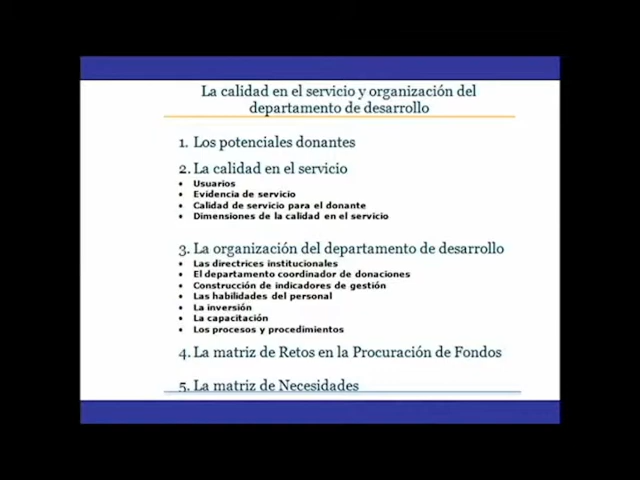 La calidad en el servicio y organización del
departamento de desarrollo
1. Los potenciales donantes
2. La calidad en el servicio
• Usuarios
• Evidencia de servicio
• Calidad de servicio para el donante
• Dimensiones de la calidad en el servicio
3. La organización del departamento de desarrollo
• Las directrices institucionales
• El departamento coordinador de donaciones
• Construcción de indicadores de gestión
• Las habilidades del personal
• La inversión
• La capacitación
• Los procesos y procedimientos
4. La matriz de Retos en la Procuración de Fondos
5. La matriz de Necesidades